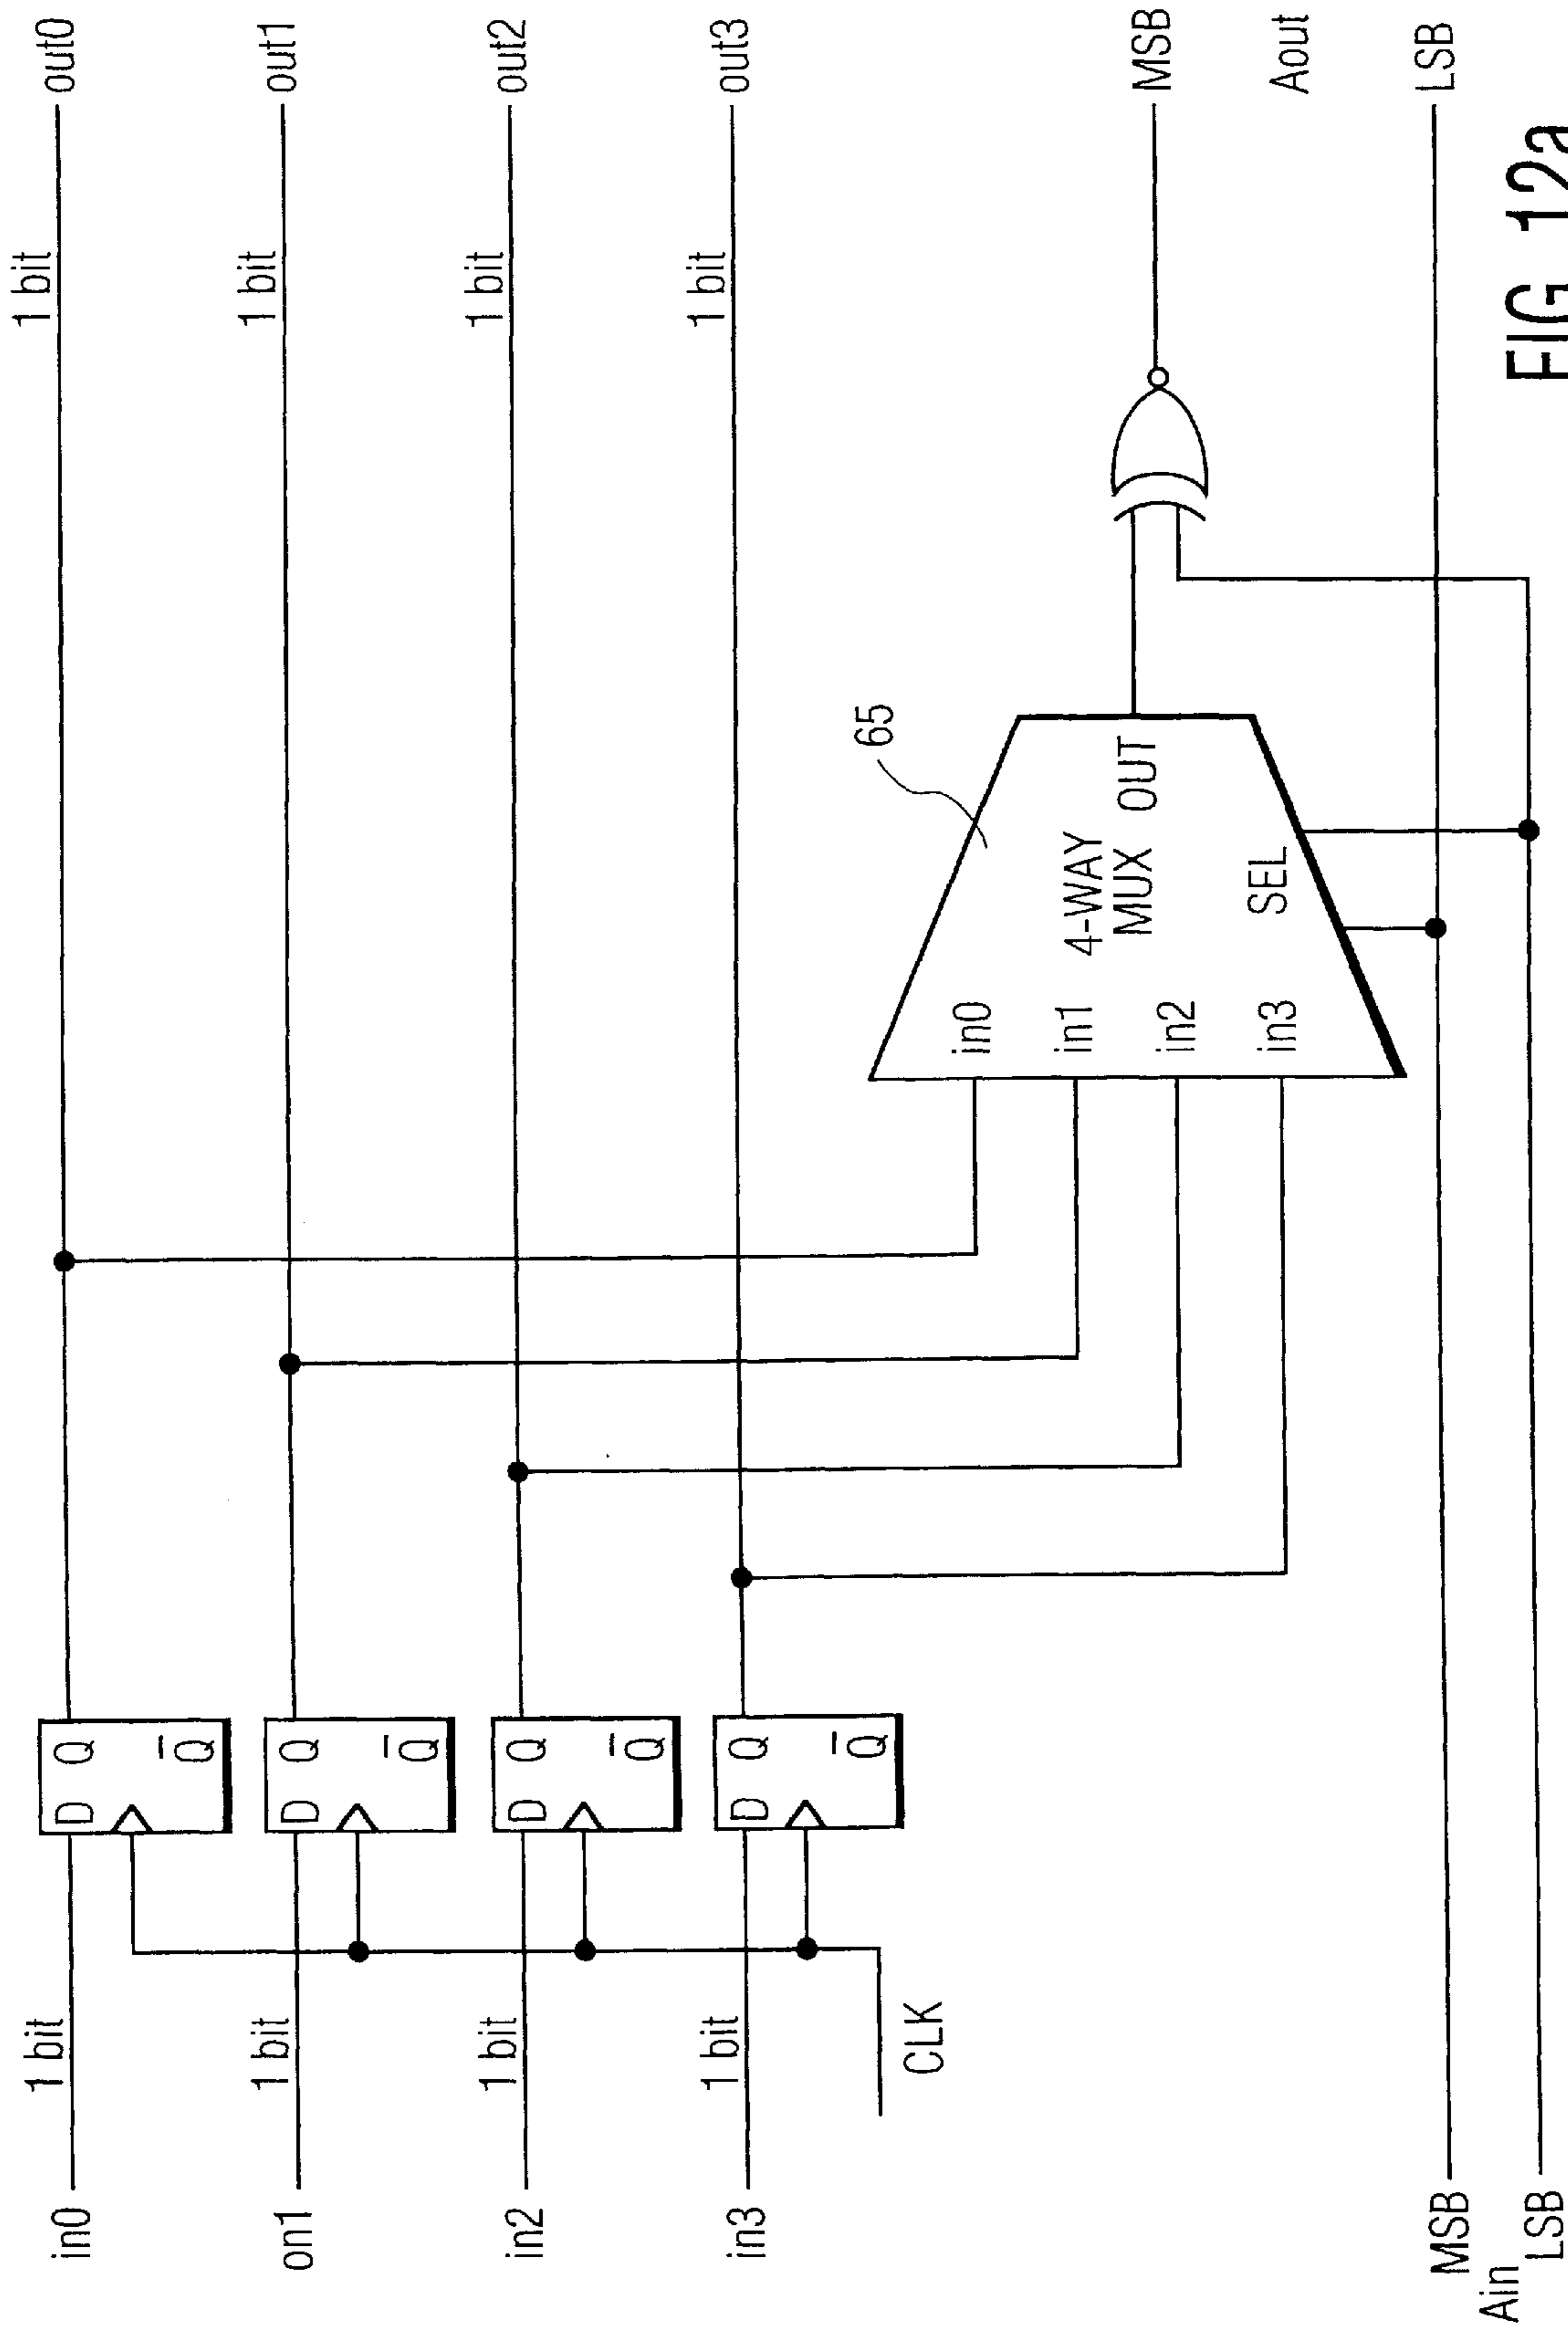 in0
1 bit
D Q
Q̅
1 bit
out0
on1
1 bit
D Q
Q̅
1 bit
out1
in2
1 bit
D Q
Q̅
1 bit
out2
in3
1 bit
D Q
Q̅
1 bit
out3
CLK
65
in0
in1
in2
in3
4-WAY
MUX OUT
SEL
MSB
Aout
LSB
MSB
Ain
LSB
FIG 12a